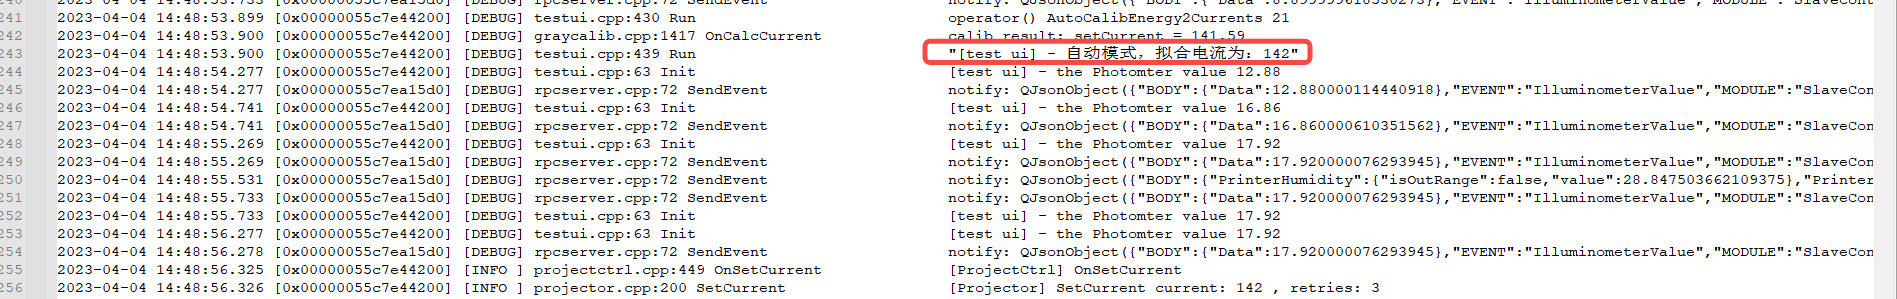 240 2023-04-04 14:48:53.733 [0x00000055c7ea15d0] [DEBUG] rpcserver.cpp:72 SendEvent notify: QJsonObject({"BODY":{"Data":8.899999618530273},"EVENT":"IlluminometerValue","MODULE":"SlaveCon
241 2023-04-04 14:48:53.899 [0x00000055c7e44200] [DEBUG] testui.cpp:430 Run operator() AutoCalibEnergy2Currents 21
242 2023-04-04 14:48:53.900 [0x00000055c7e44200] [DEBUG] graycalib.cpp:1417 OnCalcCurrent calib result: setCurrent = 141.59
243 2023-04-04 14:48:53.900 [0x00000055c7e44200] [DEBUG] testui.cpp:439 Run "[test ui] - 自动模式，拟合电流为：142"
244 2023-04-04 14:48:54.277 [0x00000055c7e44200] [DEBUG] testui.cpp:63 Init [test ui] - the Photomter value 12.88
245 2023-04-04 14:48:54.277 [0x00000055c7ea15d0] [DEBUG] rpcserver.cpp:72 SendEvent notify: QJsonObject({"BODY":{"Data":12.880000114440918},"EVENT":"IlluminometerValue","MODULE":"SlaveCon
246 2023-04-04 14:48:54.741 [0x00000055c7e44200] [DEBUG] testui.cpp:63 Init [test ui] - the Photomter value 16.86
247 2023-04-04 14:48:54.741 [0x00000055c7ea15d0] [DEBUG] rpcserver.cpp:72 SendEvent notify: QJsonObject({"BODY":{"Data":16.860000610351562},"EVENT":"IlluminometerValue","MODULE":"SlaveCon
248 2023-04-04 14:48:55.269 [0x00000055c7e44200] [DEBUG] testui.cpp:63 Init [test ui] - the Photomter value 17.92
249 2023-04-04 14:48:55.269 [0x00000055c7ea15d0] [DEBUG] rpcserver.cpp:72 SendEvent notify: QJsonObject({"BODY":{"Data":17.920000076293945},"EVENT":"IlluminometerValue","MODULE":"SlaveCon
250 2023-04-04 14:48:55.531 [0x00000055c7ea15d0] [DEBUG] rpcserver.cpp:72 SendEvent notify: QJsonObject({"BODY":{"PrinterHumidity":{"isOutRange":false,"value":28.847503662109375},"Printer
251 2023-04-04 14:48:55.733 [0x00000055c7ea15d0] [DEBUG] rpcserver.cpp:72 SendEvent notify: QJsonObject({"BODY":{"Data":17.920000076293945},"EVENT":"IlluminometerValue","MODULE":"SlaveCon
252 2023-04-04 14:48:55.733 [0x00000055c7e44200] [DEBUG] testui.cpp:63 Init [test ui] - the Photomter value 17.92
253 2023-04-04 14:48:56.277 [0x00000055c7e44200] [DEBUG] testui.cpp:63 Init [test ui] - the Photomter value 17.92
254 2023-04-04 14:48:56.278 [0x00000055c7ea15d0] [DEBUG] rpcserver.cpp:72 SendEvent notify: QJsonObject({"BODY":{"Data":17.920000076293945},"EVENT":"IlluminometerValue","MODULE":"SlaveCon
255 2023-04-04 14:48:56.325 [0x00000055c7e44200] [INFO ] projectctrl.cpp:449 OnSetCurrent [ProjectCtrl] OnSetCurrent
256 2023-04-04 14:48:56.326 [0x00000055c7e44200] [INFO ] projector.cpp:200 SetCurrent [Projector] SetCurrent current: 142 , retries: 3